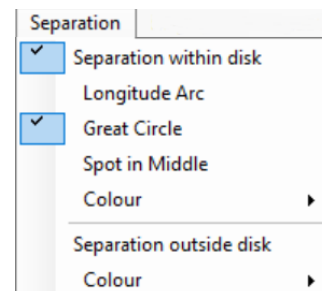 Separation
Separation within disk
Longitude Arc
Great Circle
Spot in Middle
Colour
Separation outside disk
Colour